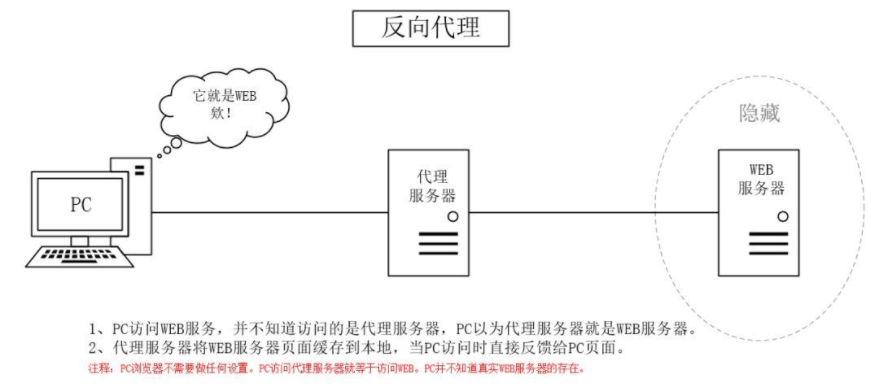 反向代理
它就是WEB
欸！
隐藏
PC
代理
服务器
WEB
服务器
1、PC访问WEB服务，并不知道访问的是代理服务器，PC以为代理服务器就是WEB服务器。
2、代理服务器将WEB服务器页面缓存到本地，当PC访问时直接反馈给PC页面。
注释：PC浏览器不需要做任何设置。PC访问代理服务器就等于访问WEB。PC并不知道真实WEB服务器的存在。